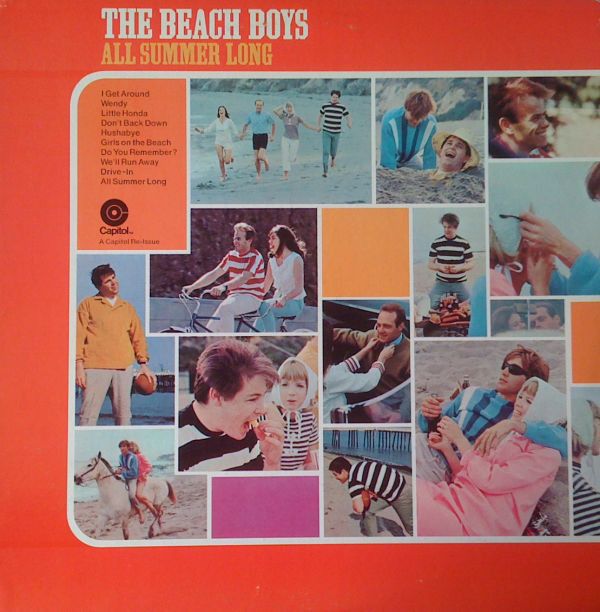 THE BEACH BOYS
ALL SUMMER LONG
I Get Around
Wendy
Little Honda
Don't Back Down
Hushabye
Girls on the Beach
Do You Remember?
We'll Run Away
Drive-In
All Summer Long
Capitol
A Capitol Re-Issue